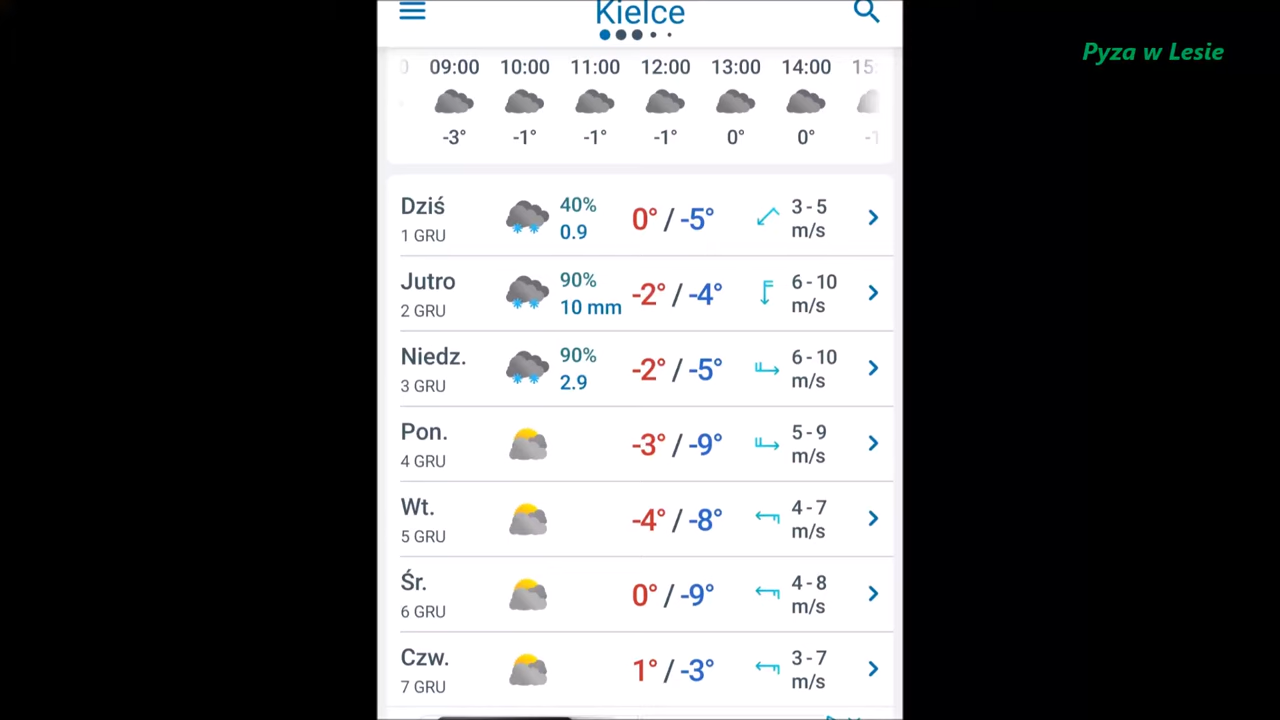 Kielce
Pyza w Lesie
09:00 10:00 11:00 12:00 13:00 14:00
-3° -1° -1° -1° 0° 0°
Dziś 40% 0° / -5° 3 - 5
1 GRU 0.9 m/s
Jutro 90% -2° / -4° 6 - 10
2 GRU 10 mm m/s
Niedz. 90% -2° / -5° 6 - 10
3 GRU 2.9 m/s
Pon. -3° / -9° 5 - 9
4 GRU m/s
Wt. -4° / -8° 4 - 7
5 GRU m/s
Śr. 0° / -9° 4 - 8
6 GRU m/s
Czw. 1° / -3° 3 - 7
7 GRU m/s